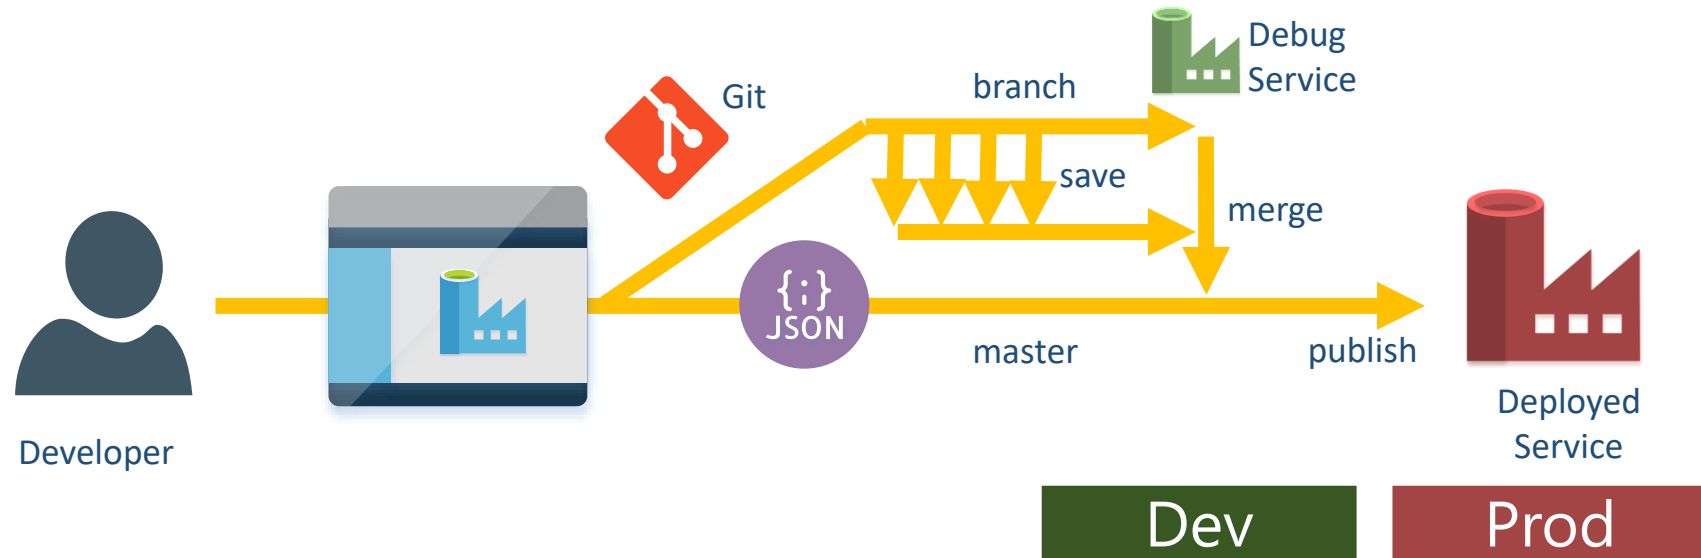 Debug
Service
Git
branch
save
merge
{;}
JSON
master
publish
Developer
Deployed
Service
Dev
Prod